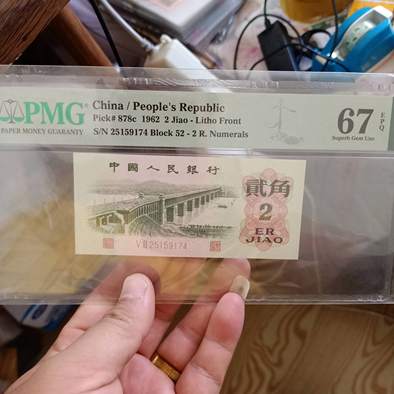 PMG
PAPER MONEY GUARANTY
China / People's Republic
Pick# 878c 1962 2 Jiao - Litho Front
S/N 25159174 Block 52 - 2 R. Numerals
67
EPQ
Superb Gem Unc
中國人民銀行
貳角
2
ER
JIAO
25159174